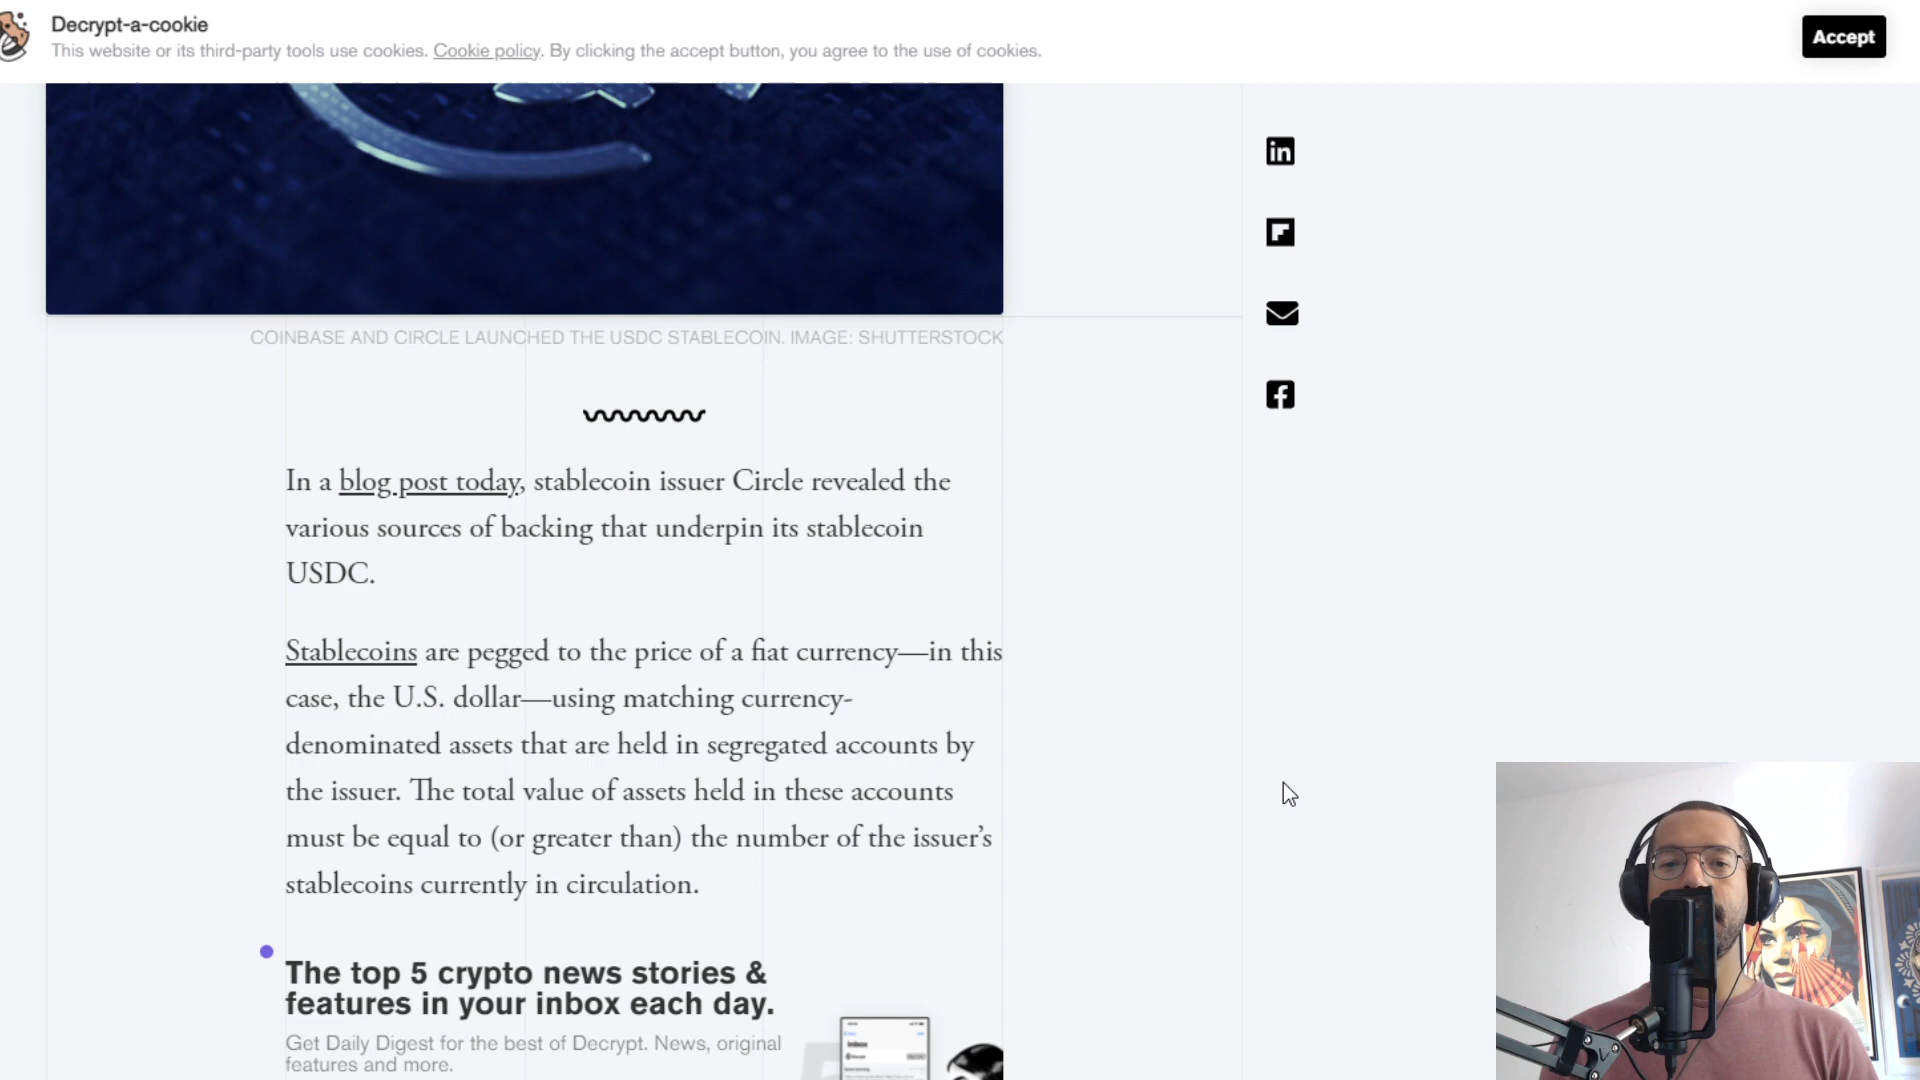 Decrypt-a-cookie
This website or its third-party tools use cookies. Cookie policy. By clicking the accept button, you agree to the use of cookies.
Accept
COINBASE AND CIRCLE LAUNCHED THE USDC STABLECOIN. IMAGE: SHUTTERSTOCK
In a blog post today, stablecoin issuer Circle revealed the
various sources of backing that underpin its stablecoin
USDC.
Stablecoins are pegged to the price of a fiat currency—in this
case, the U.S. dollar—using matching currency-
denominated assets that are held in segregated accounts by
the issuer. The total value of assets held in these accounts
must be equal to (or greater than) the number of the issuer’s
stablecoins currently in circulation.
The top 5 crypto news stories &
features in your inbox each day.
Get Daily Digest for the best of Decrypt. News, original
features and more.
Inbox